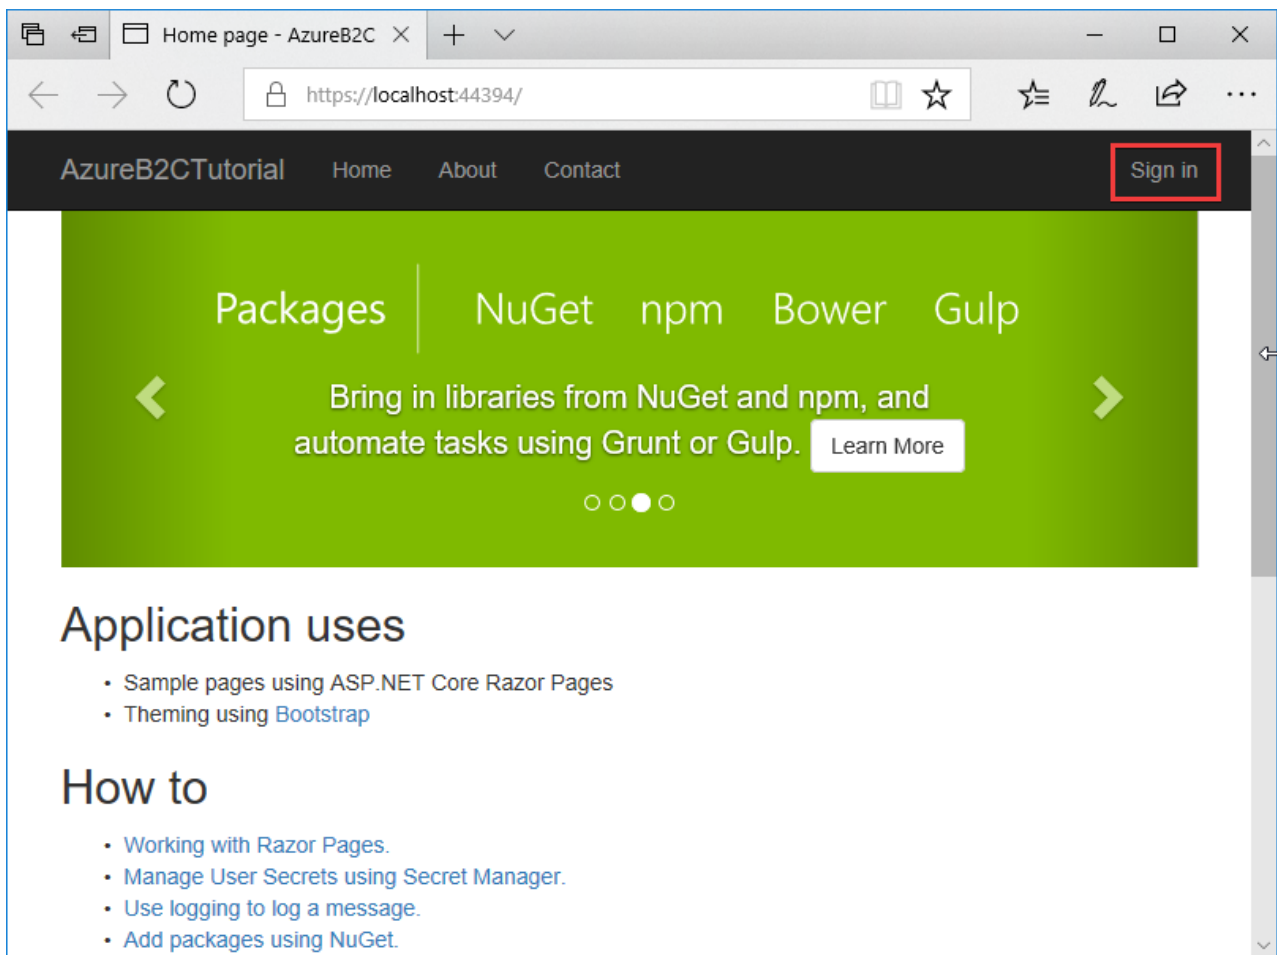 Home page - AzureB2C
https://localhost:44394/
AzureB2CTutorial Home About Contact Sign in
Packages NuGet npm Bower Gulp
Bring in libraries from NuGet and npm, and
automate tasks using Grunt or Gulp. Learn More
Application uses
• Sample pages using ASP.NET Core Razor Pages
• Theming using Bootstrap
How to
• Working with Razor Pages.
• Manage User Secrets using Secret Manager.
• Use logging to log a message.
• Add packages using NuGet.